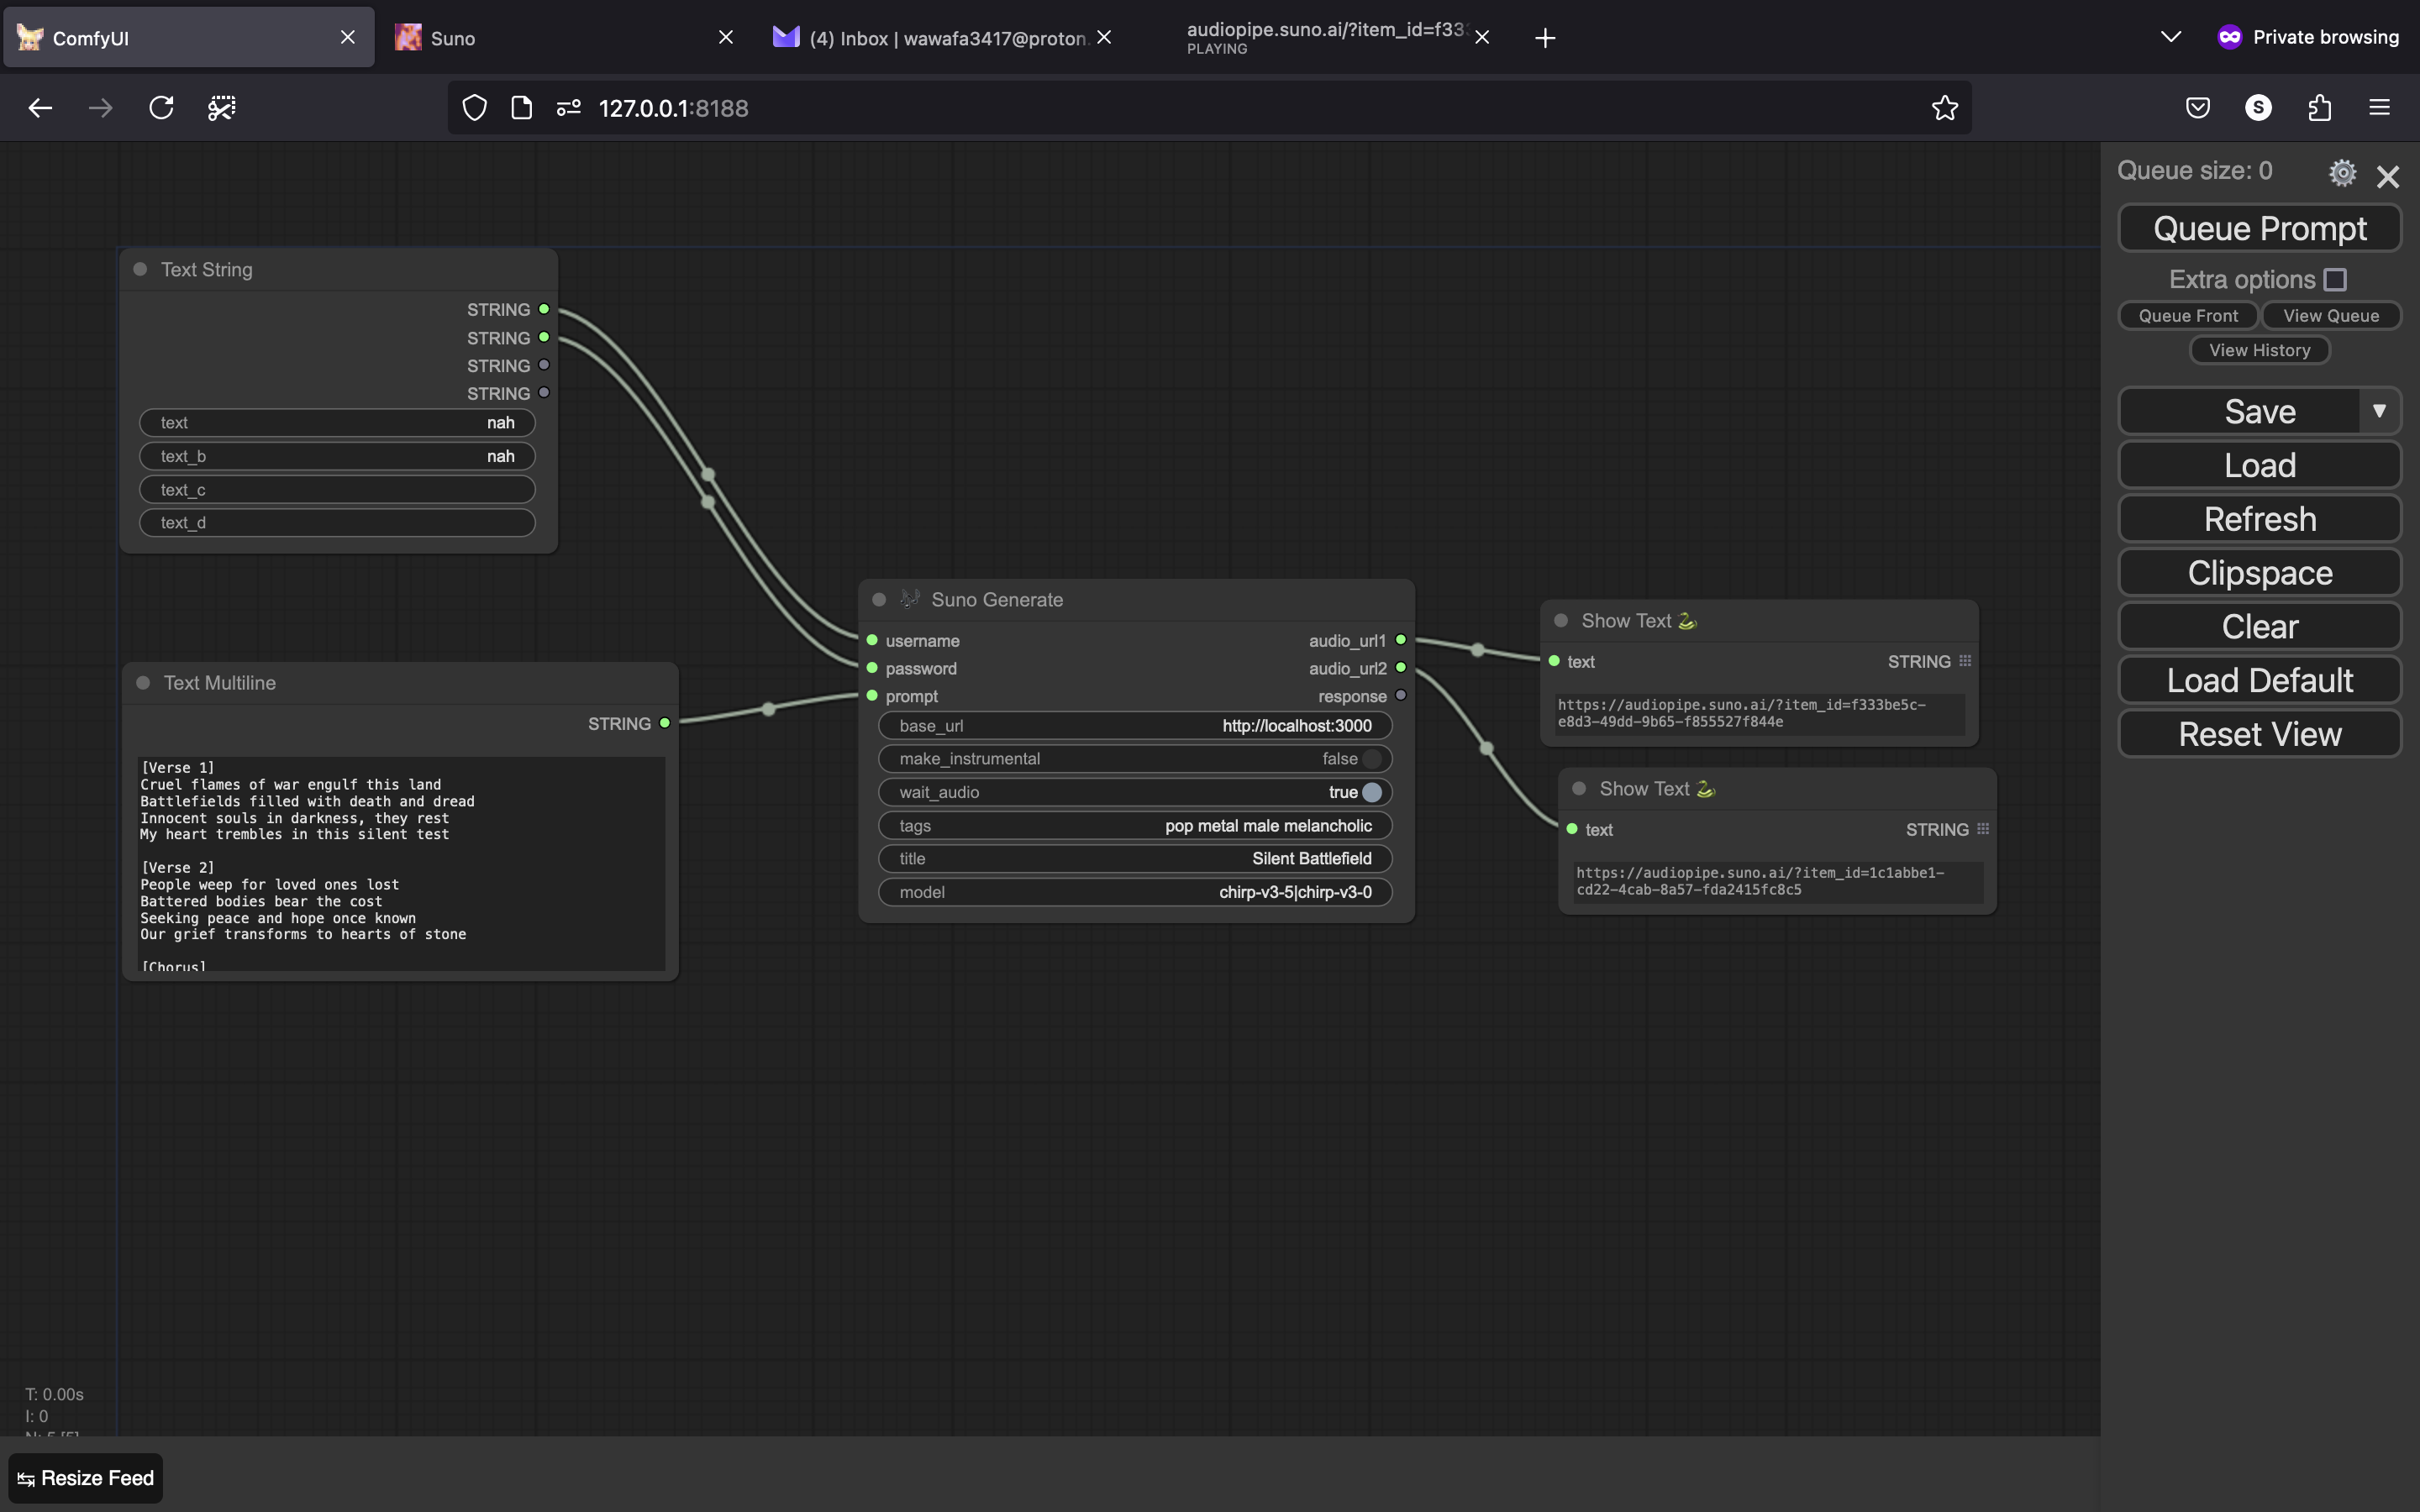 ComfyUI
Suno
(4) Inbox | wawafa3417@proton.
audiopipe.suno.ai/?item_id=f33
PLAYING
Private browsing
127.0.0.1:8188
S
Queue size: 0
Queue Prompt
Extra options
Queue Front
View Queue
View History
Save
Load
Refresh
Clipspace
Clear
Load Default
Reset View
Text String
STRING
STRING
STRING
STRING
text nah
text_b nah
text_c
text_d
Text Multiline
STRING
[Verse 1]
Cruel flames of war engulf this land
Battlefields filled with death and dread
Innocent souls in darkness, they rest
My heart trembles in this silent test
[Verse 2]
People weep for loved ones lost
Battered bodies bear the cost
Seeking peace and hope once known
Our grief transforms to hearts of stone
[Chorus]
Suno Generate
username audio_url1
password audio_url2
prompt response
base_url http://localhost:3000
make_instrumental false
wait_audio true
tags pop metal male melancholic
title Silent Battlefield
model chirp-v3-5|chirp-v3-0
Show Text
text STRING
https://audiopipe.suno.ai/?item_id=f333be5c-
e8d3-49dd-9b65-f855527f844e
Show Text
text STRING
https://audiopipe.suno.ai/?item_id=1c1abbe1-
cd22-4cab-8a57-fda2415fc8c5
T: 0.00s
I: 0
N: 5 [5]
Resize Feed